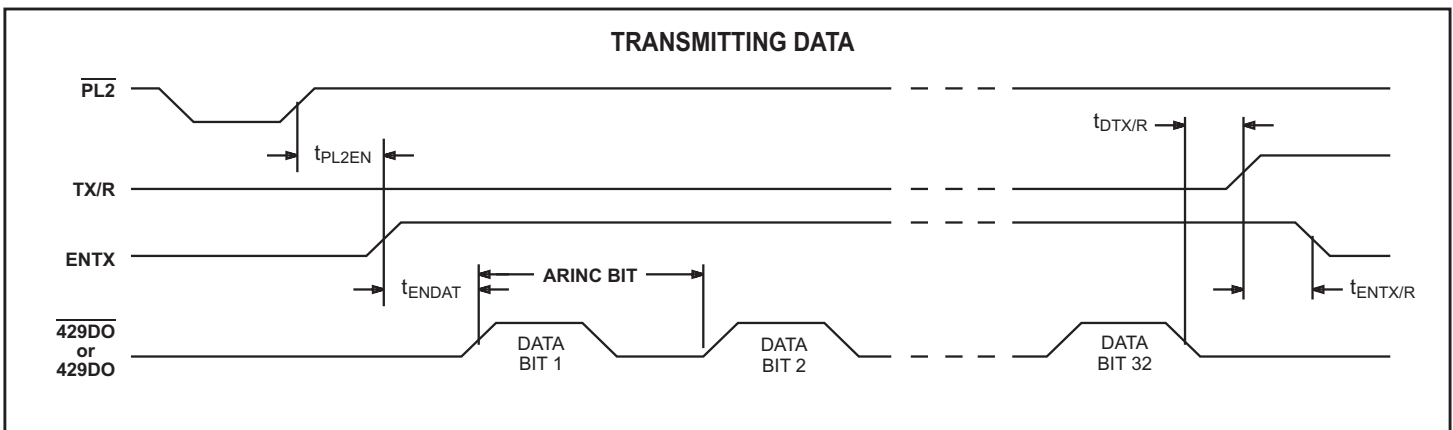 TRANSMITTING DATA
PL2
tDTX/R
tPL2EN
TX/R
ENTX
ARINC BIT
tENDAT
tENTX/R
429DO
or
429DO
DATA
BIT 1
DATA
BIT 2
DATA
BIT 32